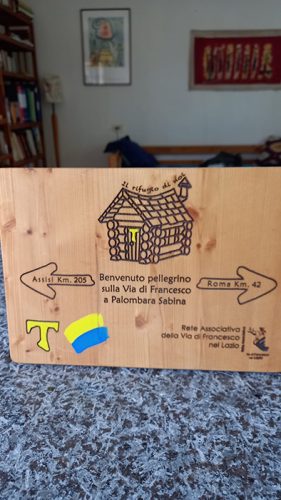 Il rifugio di
T
Assisi Km. 205
Benvenuto pellegrino
sulla Via di Francesco
a Palombara Sabina
Roma Km. 42
T
Rete Associativa
della Via di Francesco
nel Lazio